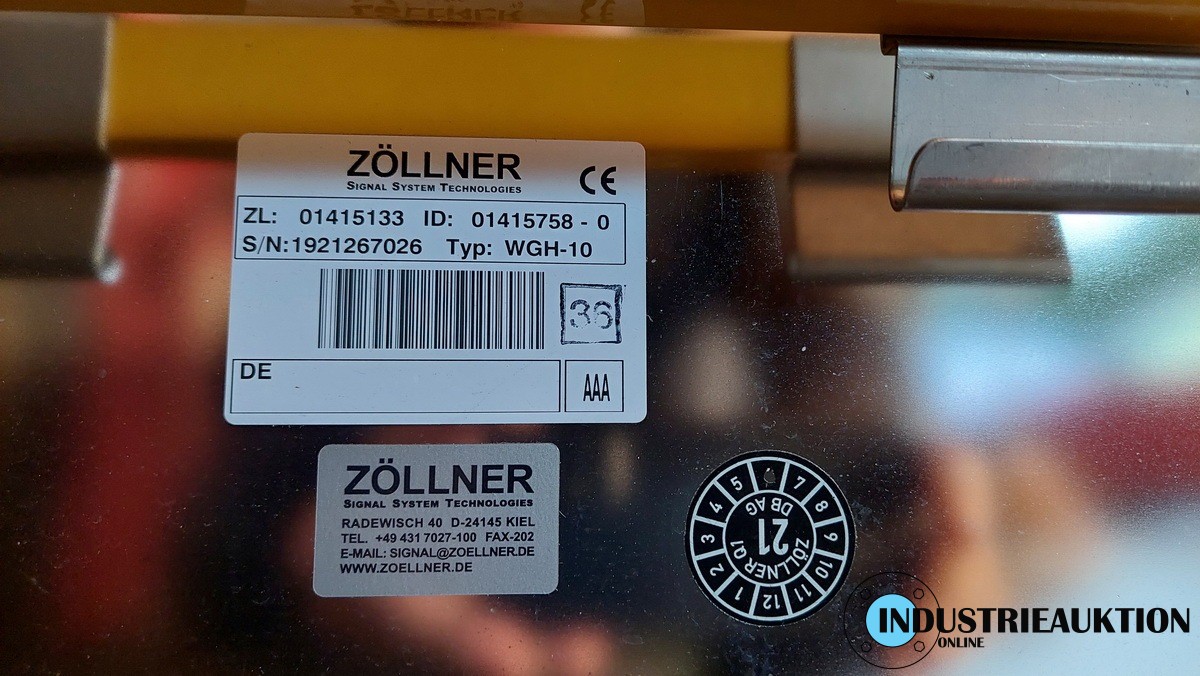 ZÖLLNER
SIGNAL SYSTEM TECHNOLOGIES
CE
ZL: 01415133 ID: 01415758 - 0
S/N:1921267026 Typ: WGH-10
36
DE
AAA
ZÖLLNER
SIGNAL SYSTEM TECHNOLOGIES
RADEWISCH 40 D-24145 KIEL
TEL. +49 431 7027-100 FAX-202
E-MAIL: SIGNAL@ZOELLNER.DE
WWW.ZOELLNER.DE
1 2 3 4 5 7 8 9 10 11 12
ZÖLLNER Q1
21
DB AG
INDUSTRIEAUKTION
ONLINE